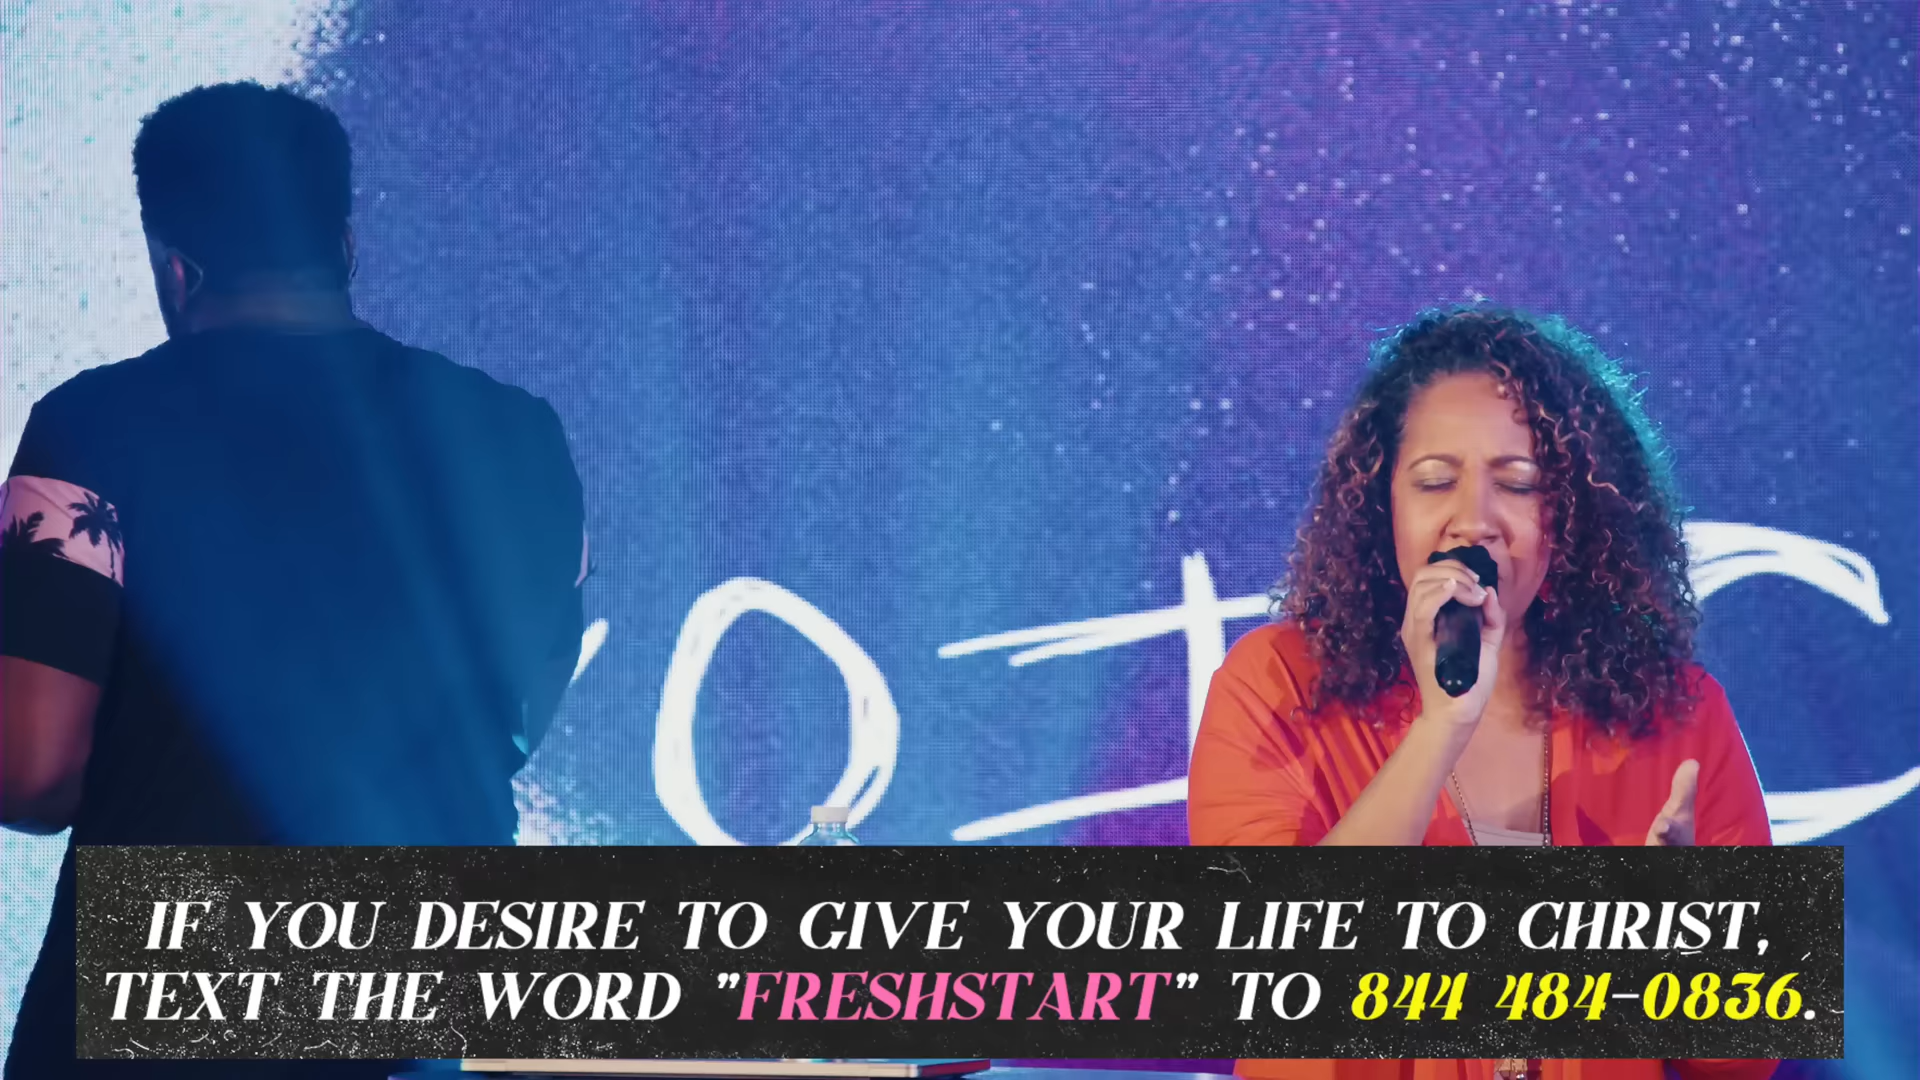 IF YOU DESIRE TO GIVE YOUR LIFE TO CHRIST,
TEXT THE WORD "FRESHSTART" TO 844 484-0836.